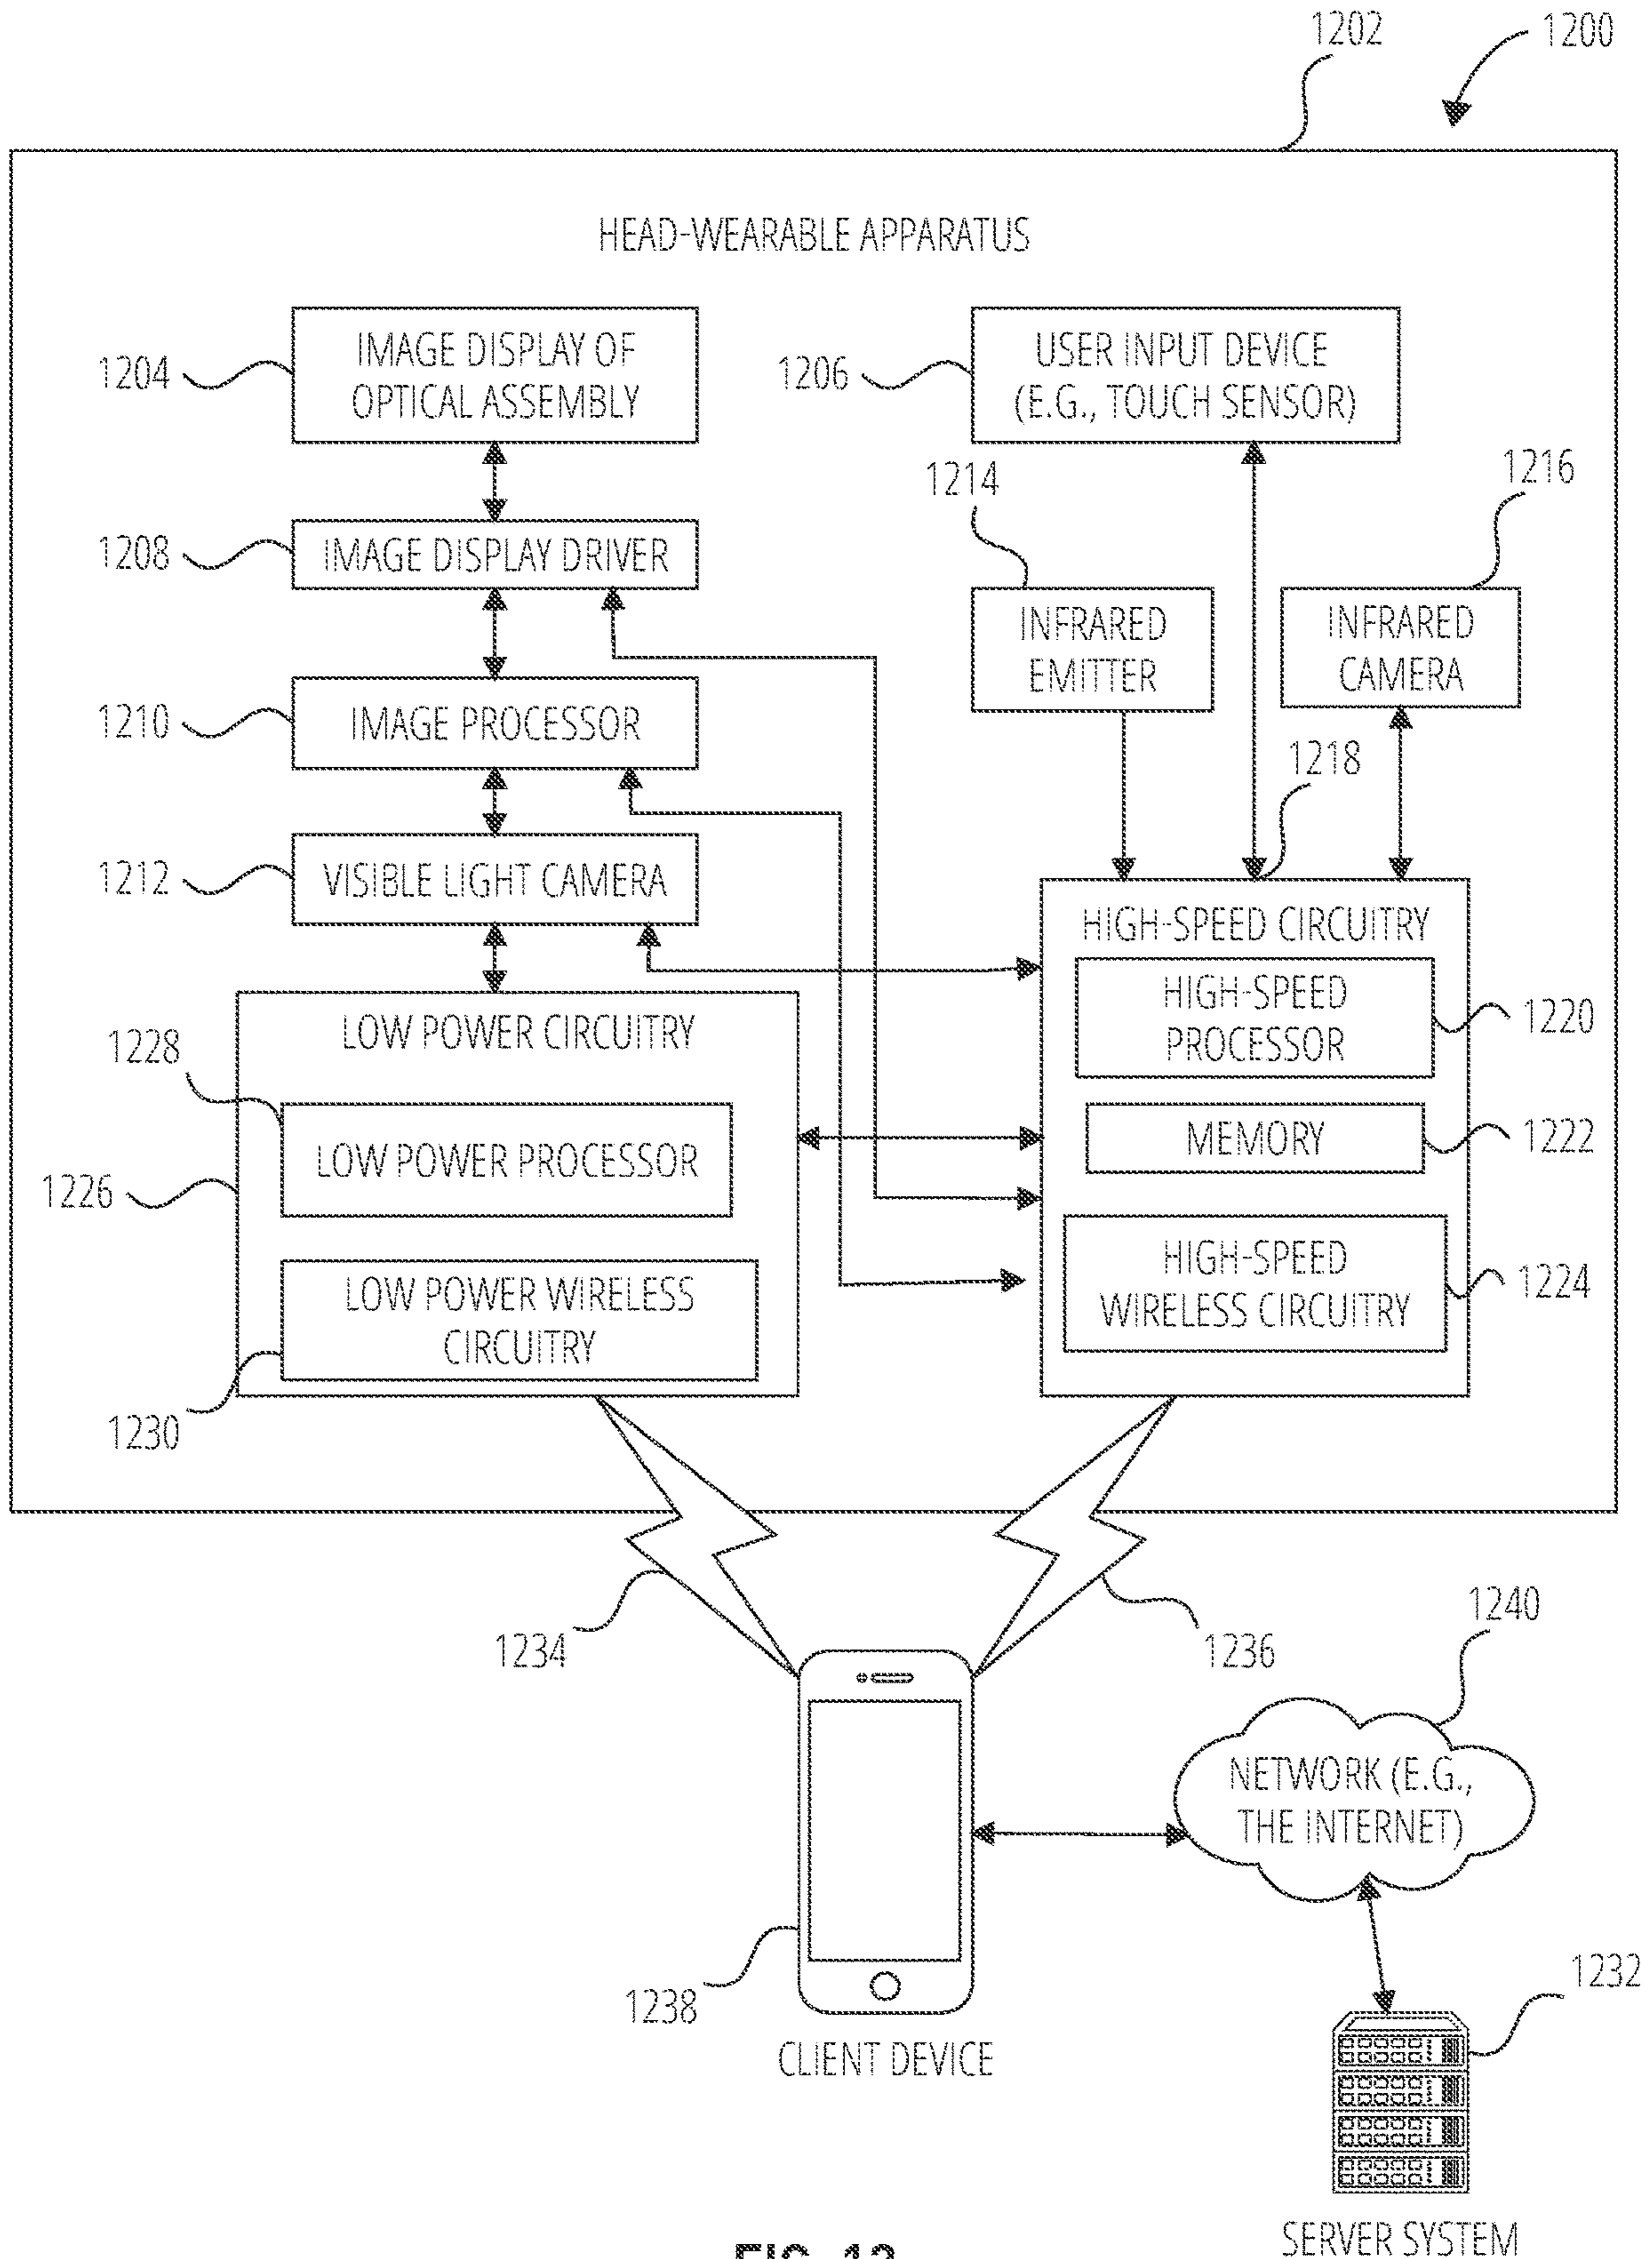 1202
1200
HEAD-WEARABLE APPARATUS
1204
IMAGE DISPLAY OF
OPTICAL ASSEMBLY
1206
USER INPUT DEVICE
(E.G., TOUCH SENSOR)
1214
1216
1208
IMAGE DISPLAY DRIVER
INFRARED
EMITTER
INFRARED
CAMERA
1210
IMAGE PROCESSOR
1218
1212
VISIBLE LIGHT CAMERA
HIGH-SPEED CIRCUITRY
HIGH-SPEED
PROCESSOR
1220
LOW POWER CIRCUITRY
1228
LOW POWER PROCESSOR
MEMORY
1222
1226
LOW POWER WIRELESS
CIRCUITRY
HIGH-SPEED
WIRELESS CIRCUITRY
1224
1230
1234
1236
1240
NETWORK (E.G.,
THE INTERNET)
1238
CLIENT DEVICE
1232
SERVER SYSTEM